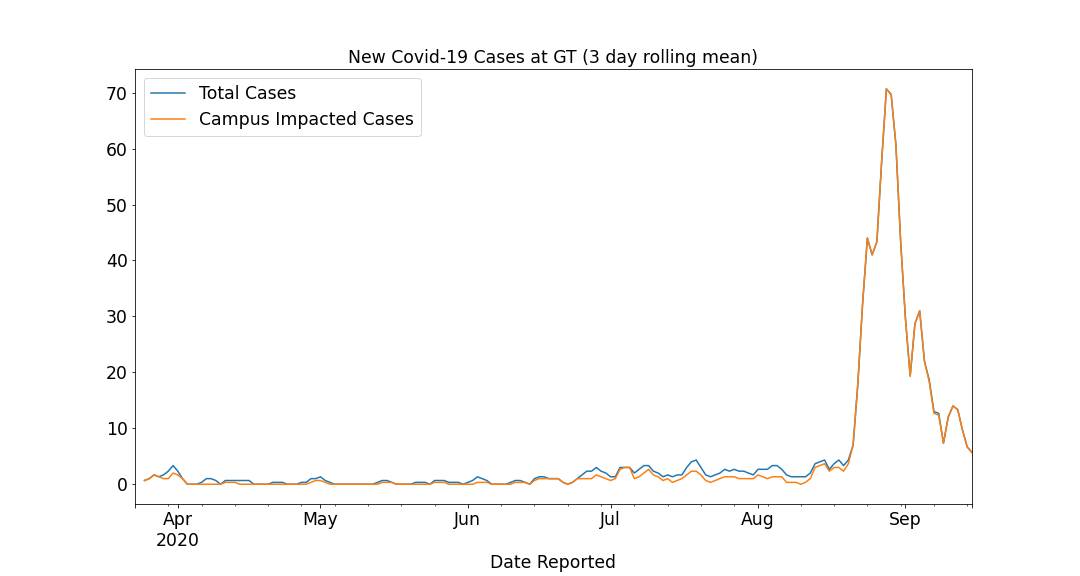 New Covid-19 Cases at GT (3 day rolling mean)
Total Cases
Campus Impacted Cases
70
60
50
40
30
20
10
0
Apr May Jun Jul Aug Sep
2020
Date Reported